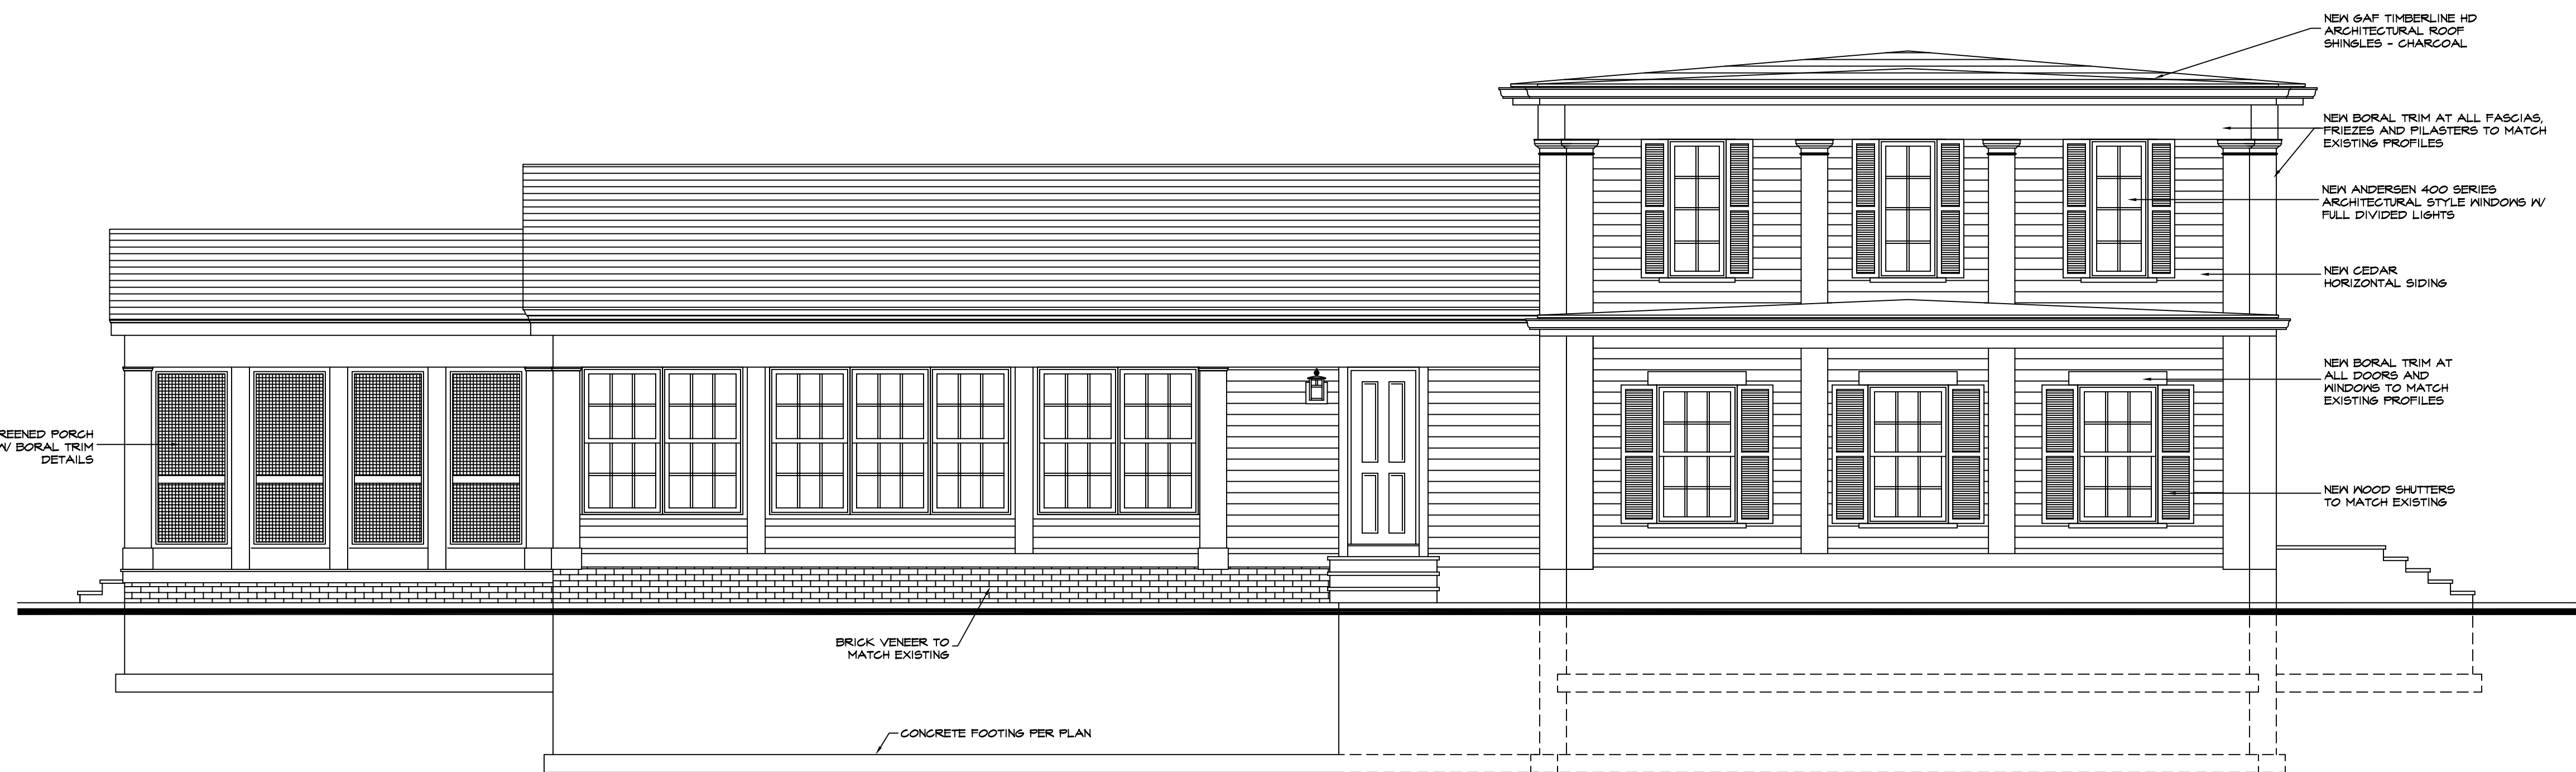 NEW GAF TIMBERLINE HD
ARCHITECTURAL ROOF
SHINGLES - CHARCOAL
NEW BORAL TRIM AT ALL FASCIAS,
FRIEZES AND PILASTERS TO MATCH
EXISTING PROFILES
NEW ANDERSEN 400 SERIES
ARCHITECTURAL STYLE WINDOWS W/
FULL DIVIDED LIGHTS
NEW CEDAR
HORIZONTAL SIDING
NEW BORAL TRIM AT
ALL DOORS AND
WINDOWS TO MATCH
EXISTING PROFILES
REENED PORCH
W/ BORAL TRIM
DETAILS
NEW WOOD SHUTTERS
TO MATCH EXISTING
BRICK VENEER TO
MATCH EXISTING
CONCRETE FOOTING PER PLAN